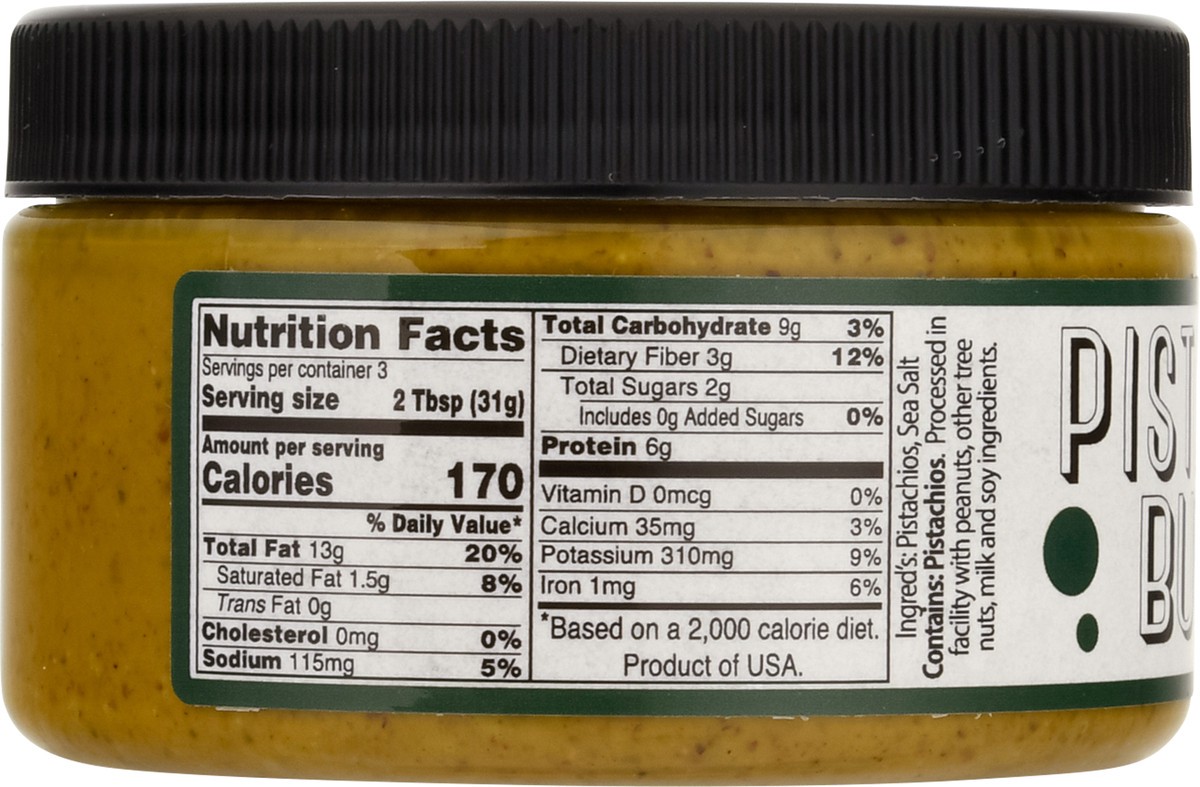 Nutrition Facts
Servings per container 3
Serving size 2 Tbsp (31g)
Amount per serving
Calories 170
% Daily Value*
Total Fat 13g 20%
Saturated Fat 1.5g 8%
Trans Fat 0g
Cholesterol 0mg 0%
Sodium 115mg 5%
Total Carbohydrate 9g 3%
Dietary Fiber 3g 12%
Total Sugars 2g
Includes 0g Added Sugars 0%
Protein 6g
Vitamin D 0mcg 0%
Calcium 35mg 3%
Potassium 310mg 9%
Iron 1mg 6%
*Based on a 2,000 calorie diet.
Product of USA.
Ingred's: Pistachios, Sea Salt
Contains: Pistachios. Processed in
facility with peanuts, other tree
nuts, milk and soy ingredients.
PIST
BU